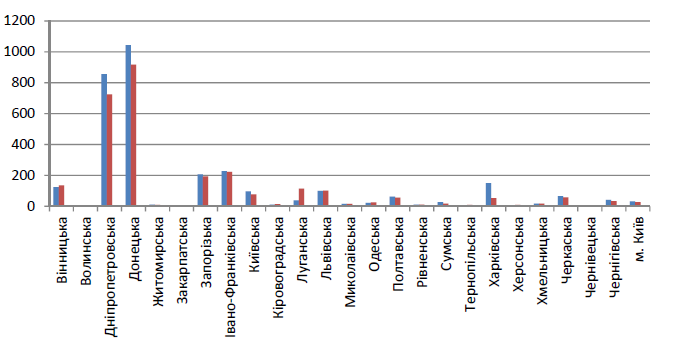 1200
1000
800
600
400
200
0
Вінницька
Волинська
Дніпропетровська
Донецька
Житомирська
Закарпатська
Запорізька
Івано-Франківська
Київська
Кіровоградська
Луганська
Львівська
Миколаївська
Одеська
Полтавська
Рівненська
Сумська
Тернопільська
Харківська
Херсонська
Хмельницька
Черкаська
Чернівецька
Чернігівська
м. Київ